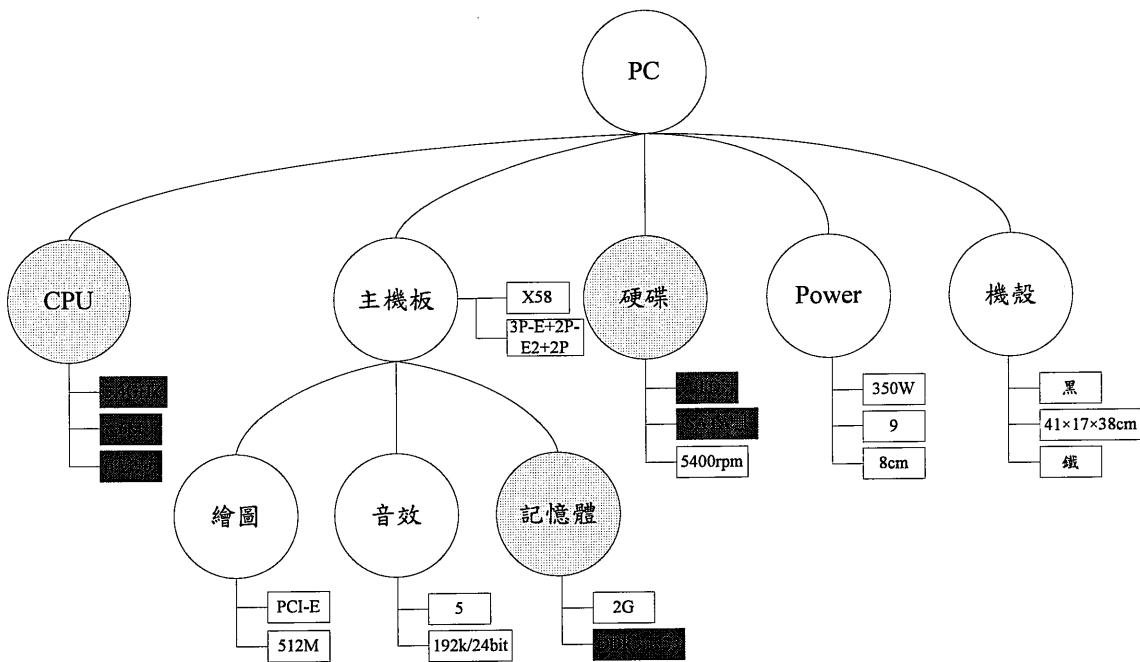 PC
CPU
主機板
X58
3P-E+2P-
E2+2P
硬碟
5400rpm
Power
350W
9
8cm
機殼
黑
41×17×38cm
鐵
繪圖
PCI-E
512M
音效
5
192k/24bit
記憶體
2G